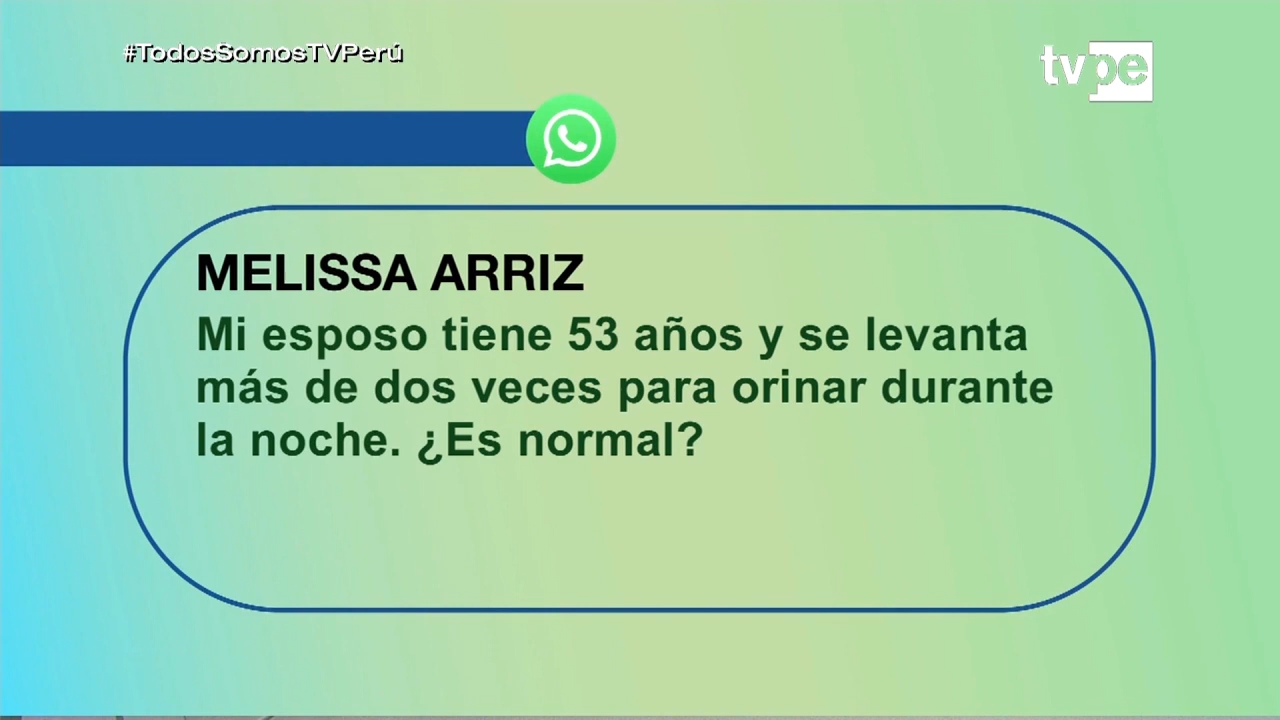 #TodosSomosTVPerú
tvpe
MELISSA ARRIZ
Mi esposo tiene 53 años y se levanta
más de dos veces para orinar durante
la noche. ¿Es normal?